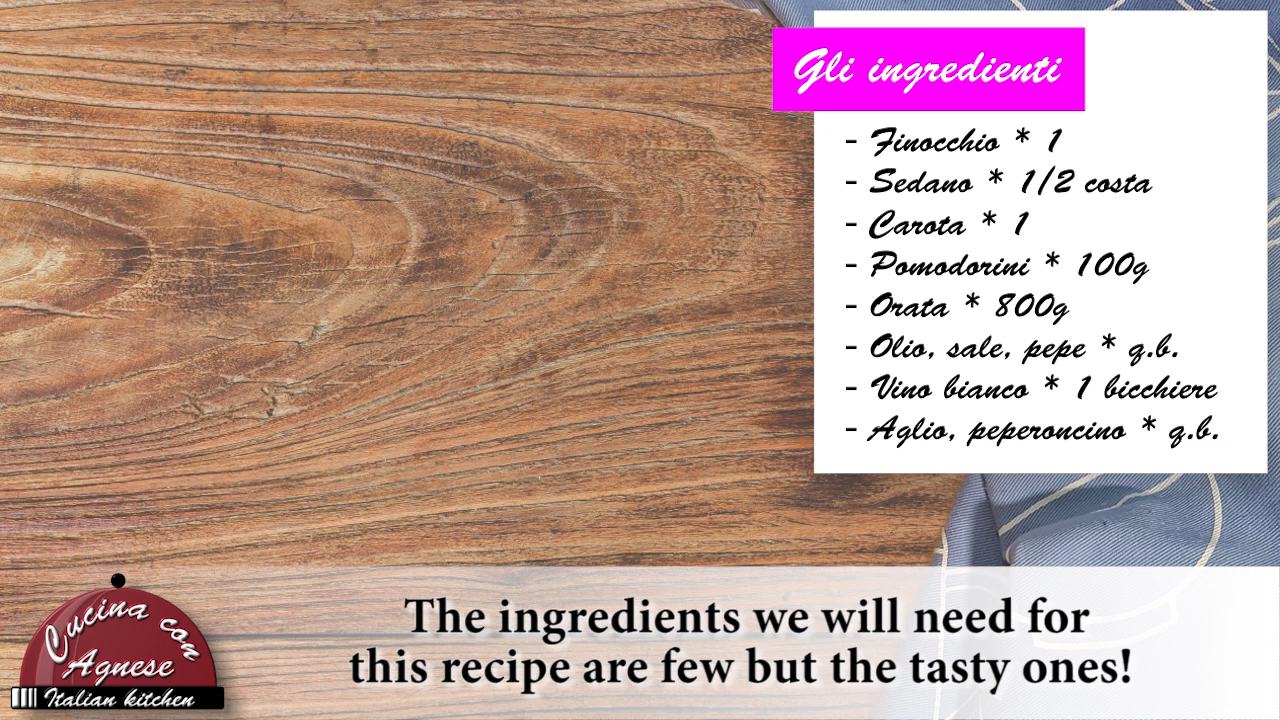 Gli ingredienti
- Finocchio * 1
- Sedano * 1/2 costa
- Carota * 1
- Pomodorini * 100g
- Orata * 800g
- Olio, sale, pepe * q.b.
- Vino bianco * 1 bicchiere
- Aglio, peperoncino * q.b.
The ingredients we will need for
this recipe are few but the tasty ones!
Cucina con
Agnese
Italian kitchen